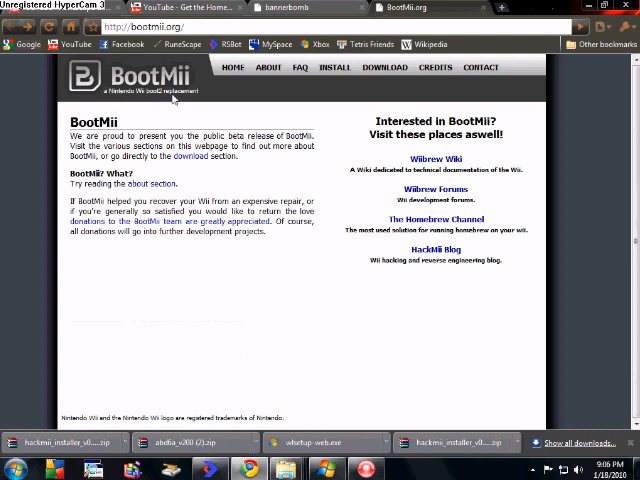 Unregistered HyperCam 3
YouTube - Get the Home...
bannerbomb
BootMii.org
http://bootmii.org/
Google
YouTube
Facebook
RuneScape
RSBot
MySpace
Xbox
Tetris Friends
Wikipedia
Other bookmarks
BootMii
a Nintendo Wii boot2 replacement
HOME ABOUT FAQ INSTALL DOWNLOAD CREDITS CONTACT
BootMii
We are proud to present you the public beta release of BootMii.
Visit the various sections on this webpage to find out more about
BootMii, or go directly to the download section.
BootMii? What?
Try reading the about section.
If BootMii helped you recover your Wii from an expensive repair, or
if you're generally so satisfied you would like to return the love
donations to the BootMii team are greatly appreciated. Of course,
all donations will go into further development projects.
Interested in BootMii?
Visit these places aswell!
Wiibrew Wiki
A Wiki dedicated to technical documentation of the Wii.
Wiibrew Forums
Wii development forums.
The Homebrew Channel
The most used solution for running homebrew on your wii.
HackMii Blog
Wii hacking and reverse engineering blog.
Nintendo Wii and the Nintendo Wii logo are registered trademarks of Nintendo.
hackmii_installer_v0....zip
abdfia_v200 (2).zip
wlsetup-web.exe
hackmii_installer_v0....zip
Show all downloads...
9:06 PM
1/18/2010